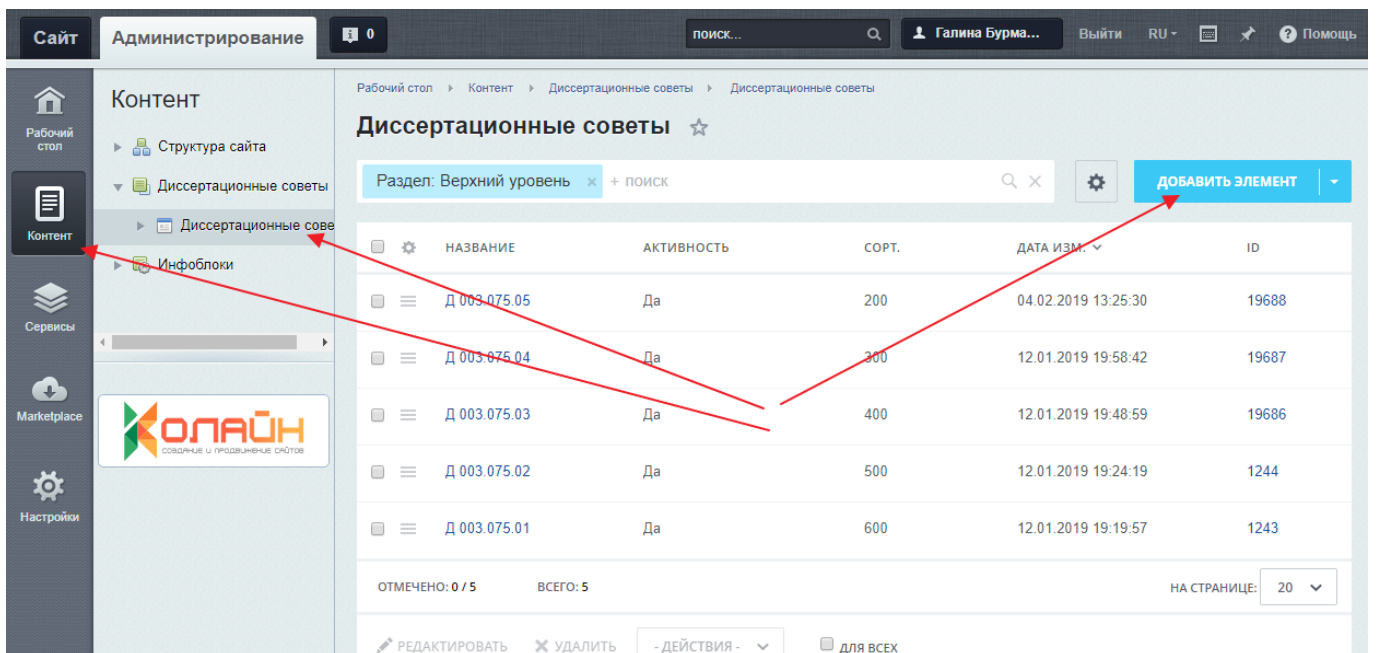 Сайт
Администрирование
0
поиск...
Галина Бурма...
Выйти
RU
Помощь
Рабочий стол
Контент
Сервисы
Marketplace
Настройки
Контент
Структура сайта
Диссертационные советы
Диссертационные сове
Инфоблоки
КОЛАЙН
СОЗДАНИЕ И ПРОДВИЖЕНИЕ САЙТОВ
Рабочий стол Контент Диссертационные советы Диссертационные советы
Диссертационные советы
Раздел: Верхний уровень × + поиск
ДОБАВИТЬ ЭЛЕМЕНТ
НАЗВАНИЕ АКТИВНОСТЬ СОРТ. ДАТА ИЗМ. ID
Д 003.075.05 Да 200 04.02.2019 13:25:30 19688
Д 003.075.04 Да 300 12.01.2019 19:58:42 19687
Д 003.075.03 Да 400 12.01.2019 19:48:59 19686
Д 003.075.02 Да 500 12.01.2019 19:24:19 1244
Д 003.075.01 Да 600 12.01.2019 19:19:57 1243
ОТМЕЧЕНО: 0 / 5 ВСЕГО: 5 НА СТРАНИЦЕ: 20
РЕДАКТИРОВАТЬ УДАЛИТЬ - ДЕЙСТВИЯ - ДЛЯ ВСЕХ